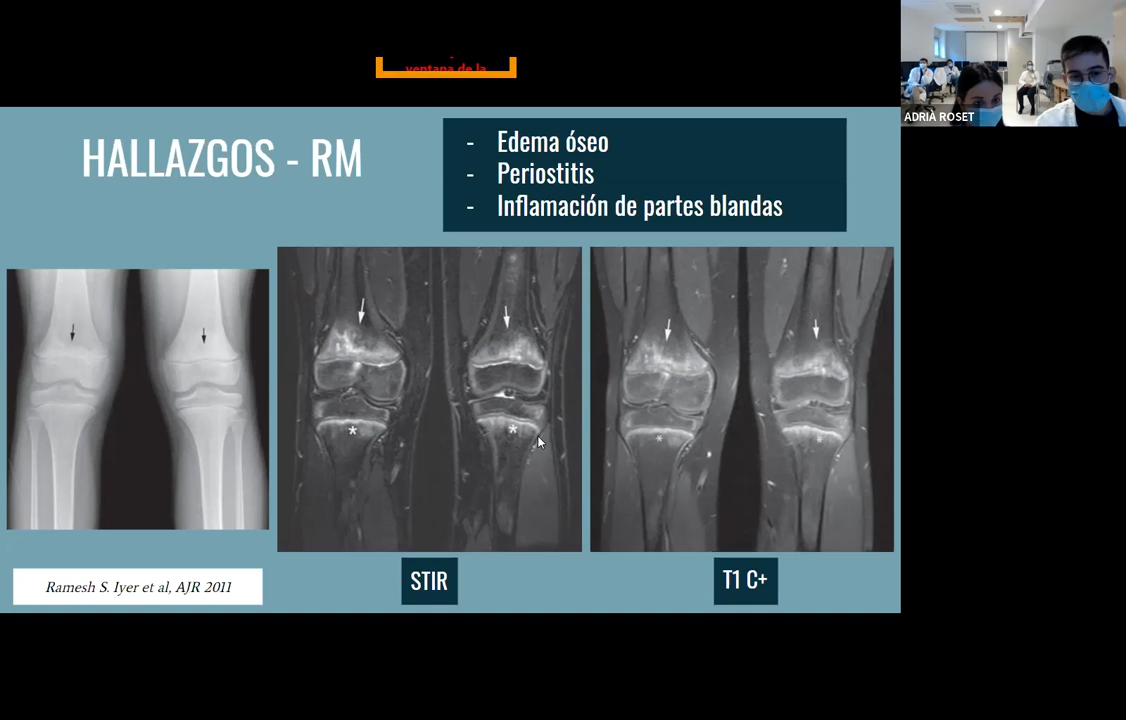 ventana de la
ADRIÀ ROSET
HALLAZGOS - RM
- Edema óseo
- Periostitis
- Inflamación de partes blandas
*
*
*
*
Ramesh S. Iyer et al, AJR 2011
STIR
T1 C+